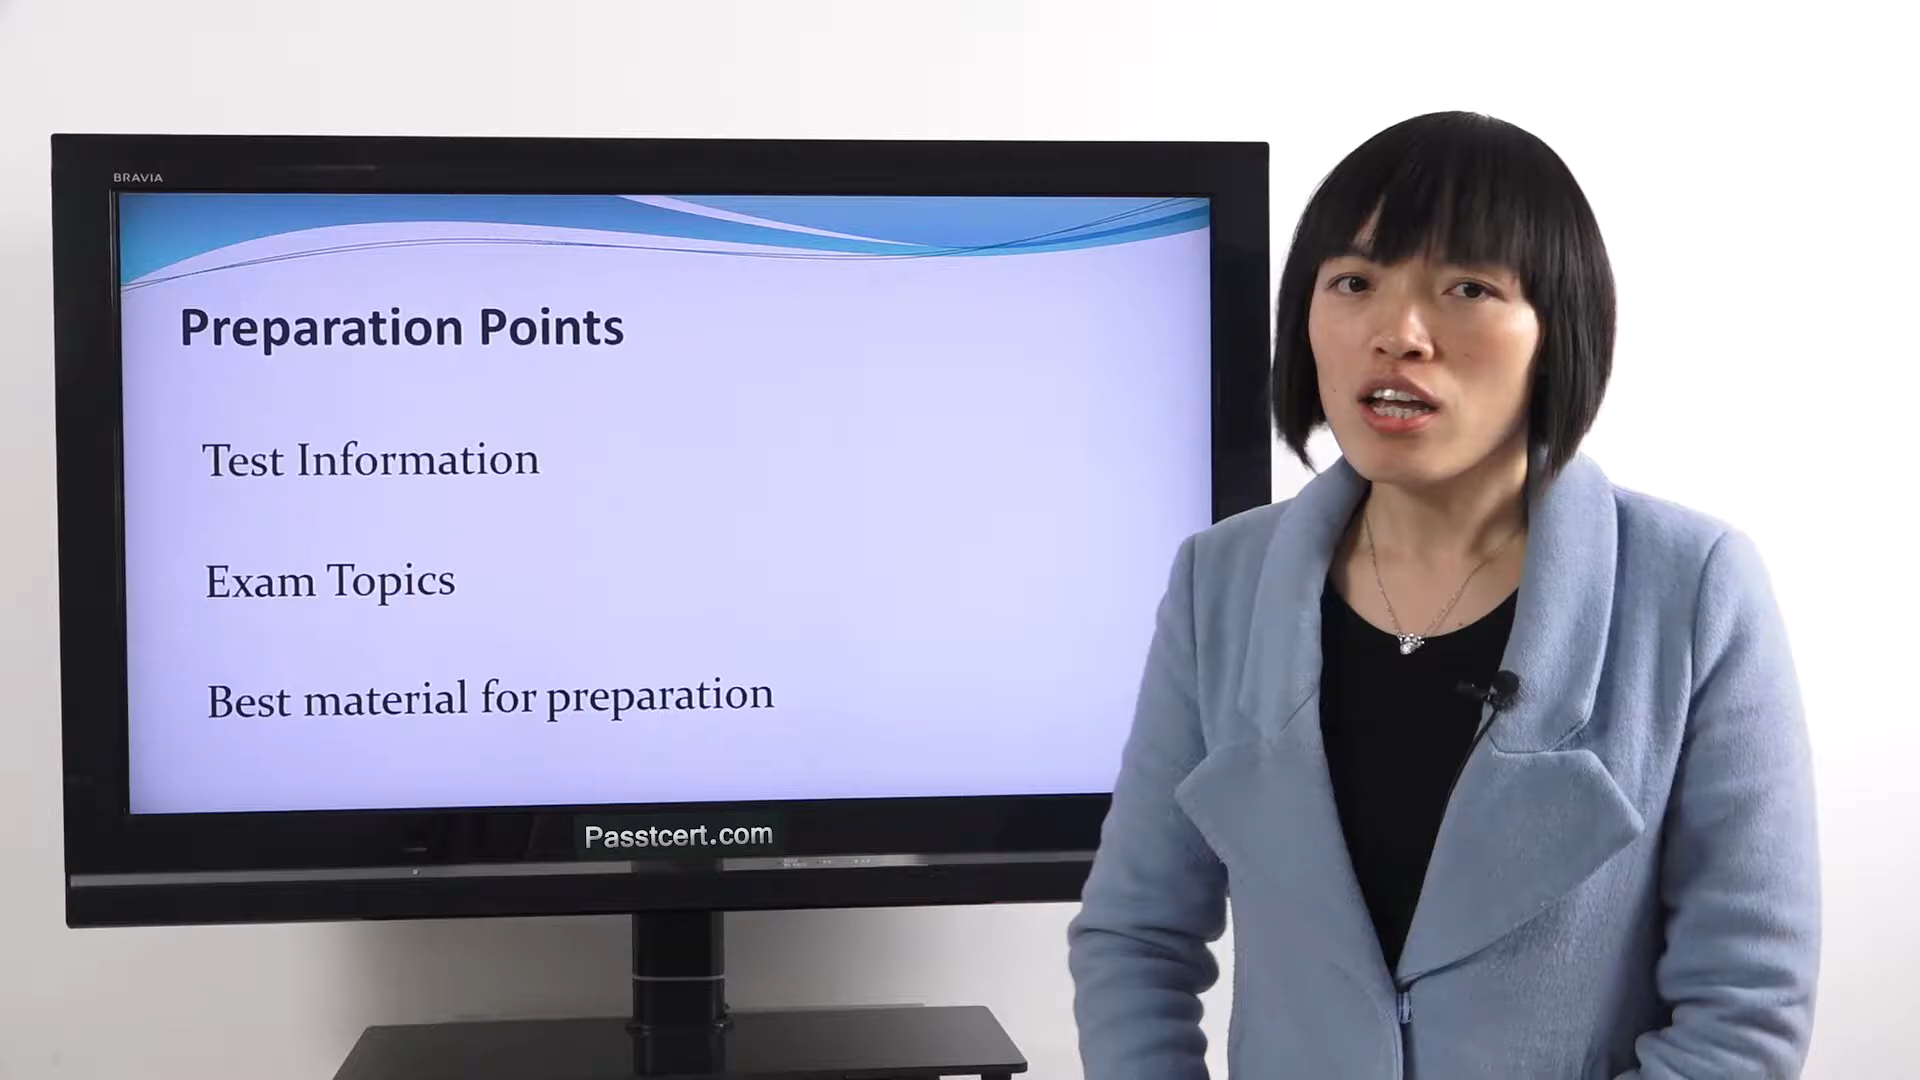 BRAVIA
Preparation Points
Test Information
Exam Topics
Best material for preparation
Passtcert.com